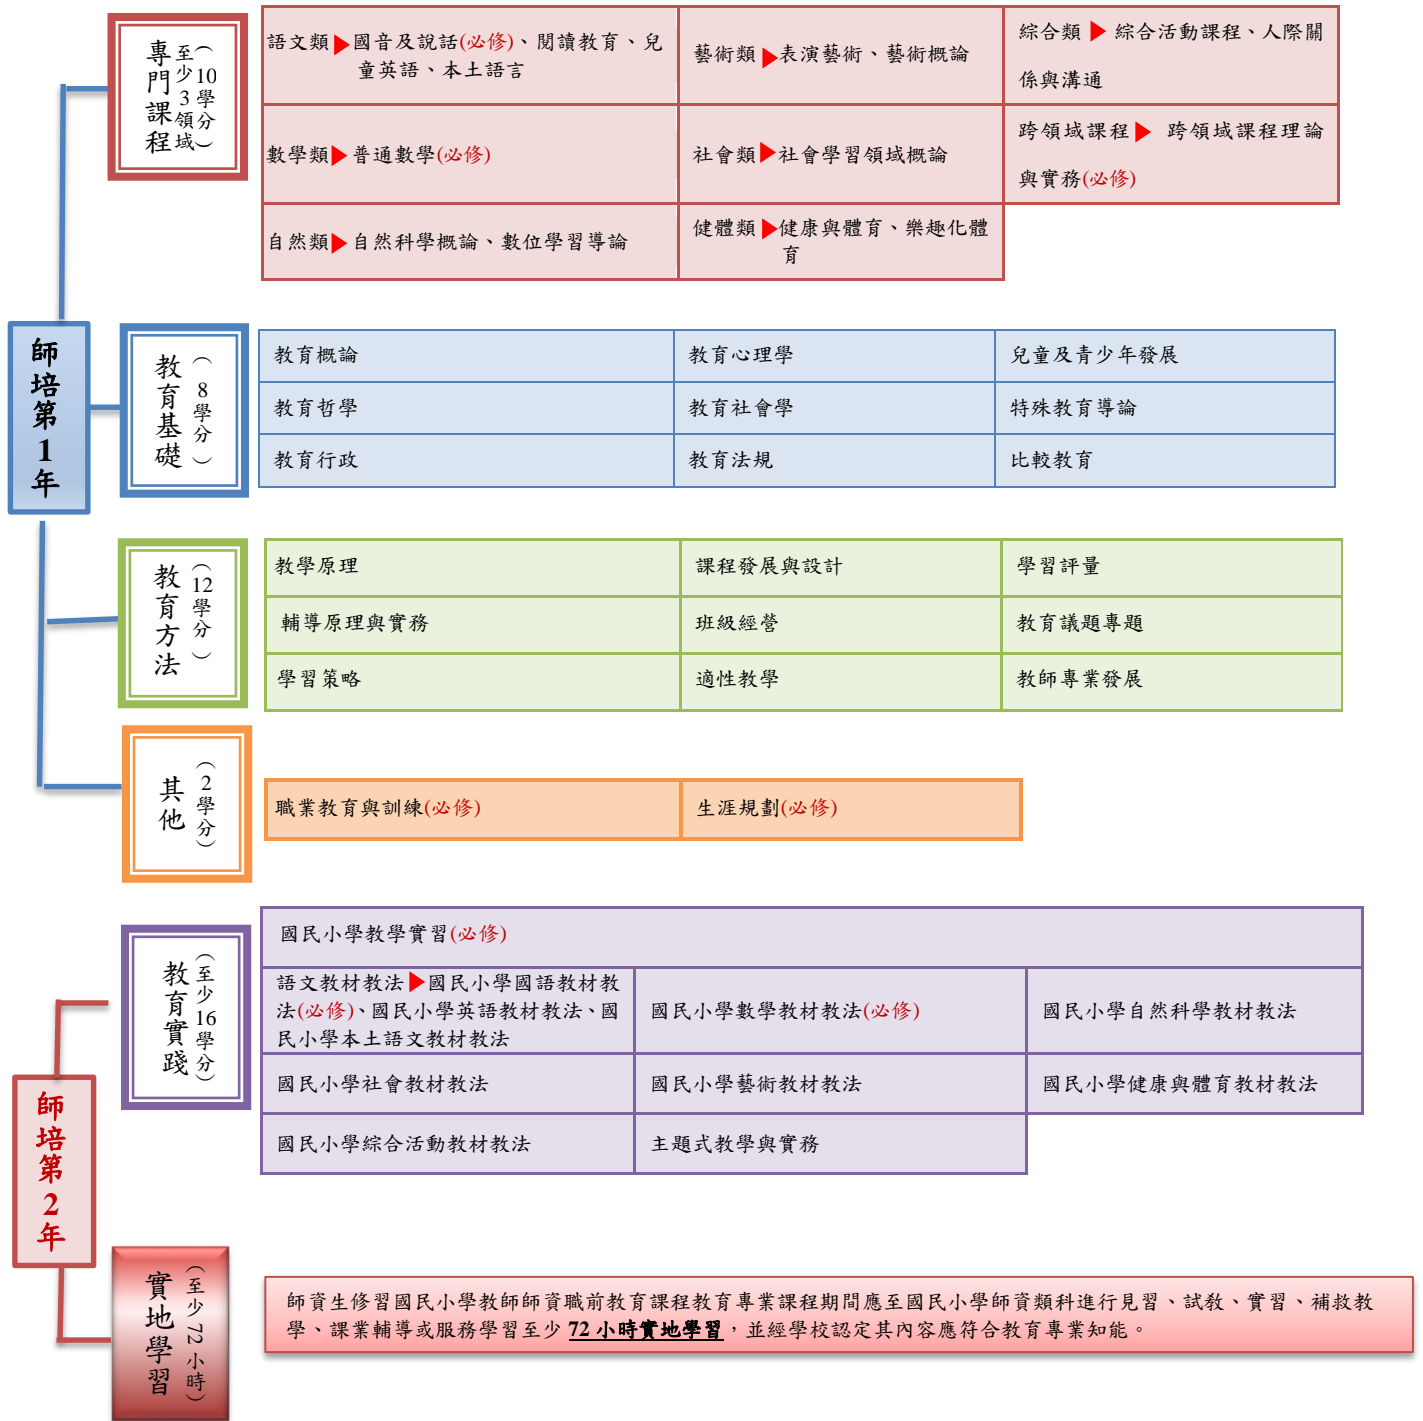 專門課程
（10學分）
至少3領域
語文類▶國音及說話(必修)、閱讀教育、兒
童英語、本土語言
藝術類▶表演藝術、藝術概論
綜合類▶ 綜合活動課程、人際關
係與溝通
數學類▶普通數學(必修)
社會類▶社會學習領域概論
跨領域課程▶ 跨領域課程理論
與實務(必修)
自然類▶自然科學概論、數位學習導論
健體類▶健康與體育、樂趣化體
育
師培第1年
教育基礎
（8學分）
教育概論
教育心理學
兒童及青少年發展
教育哲學
教育社會學
特殊教育導論
教育行政
教育法規
比較教育
教育方法
（12學分）
教學原理
課程發展與設計
學習評量
輔導原理與實務
班級經營
教育議題專題
學習策略
適性教學
教師專業發展
其他
（2學分）
職業教育與訓練(必修)
生涯規劃(必修)
師培第2年
教育實踐
（至少16學分）
國民小學教學實習(必修)
語文教材教法▶國民小學國語教材教
法(必修)、國民小學英語教材教法、國
民小學本土語文教材教法
國民小學數學教材教法(必修)
國民小學自然科學教材教法
國民小學社會教材教法
國民小學藝術教材教法
國民小學健康與體育教材教法
國民小學綜合活動教材教法
主題式教學與實務
實地學習
（至少72小時）
師資生修習國民小學教師師資職前教育課程教育專業課程期間應至國民小學師資類科進行見習、試教、實習、補救教
學、課業輔導或服務學習至少 72 小時實地學習，並經學校認定其內容應符合教育專業知能。